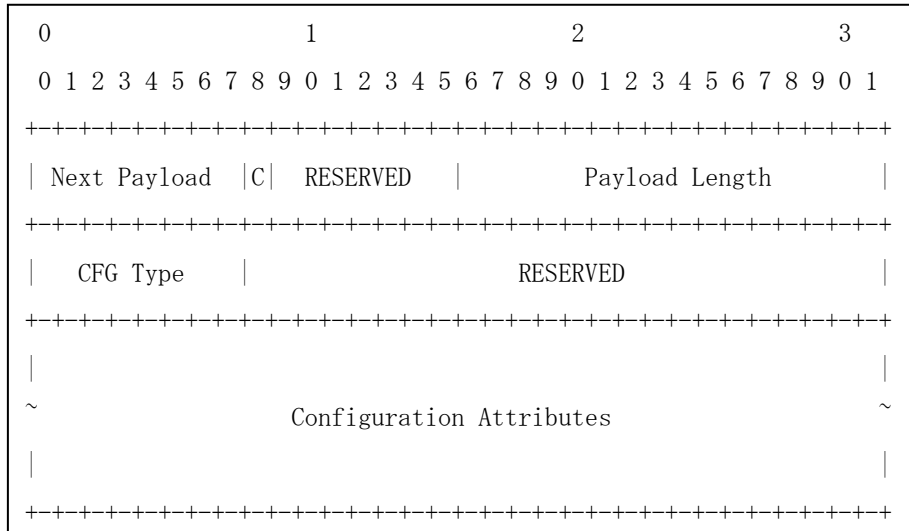 0                   1                   2                   3
0 1 2 3 4 5 6 7 8 9 0 1 2 3 4 5 6 7 8 9 0 1 2 3 4 5 6 7 8 9 0 1
+-+-+-+-+-+-+-+-+-+-+-+-+-+-+-+-+-+-+-+-+-+-+-+-+-+-+-+-+-+-+-+-+
| Next Payload  |C|  RESERVED   |         Payload Length        |
+-+-+-+-+-+-+-+-+-+-+-+-+-+-+-+-+-+-+-+-+-+-+-+-+-+-+-+-+-+-+-+-+
|   CFG Type    |                    RESERVED                   |
+-+-+-+-+-+-+-+-+-+-+-+-+-+-+-+-+-+-+-+-+-+-+-+-+-+-+-+-+-+-+-+-+
|                                                               |
~                   Configuration Attributes                    ~
|                                                               |
+-+-+-+-+-+-+-+-+-+-+-+-+-+-+-+-+-+-+-+-+-+-+-+-+-+-+-+-+-+-+-+-+